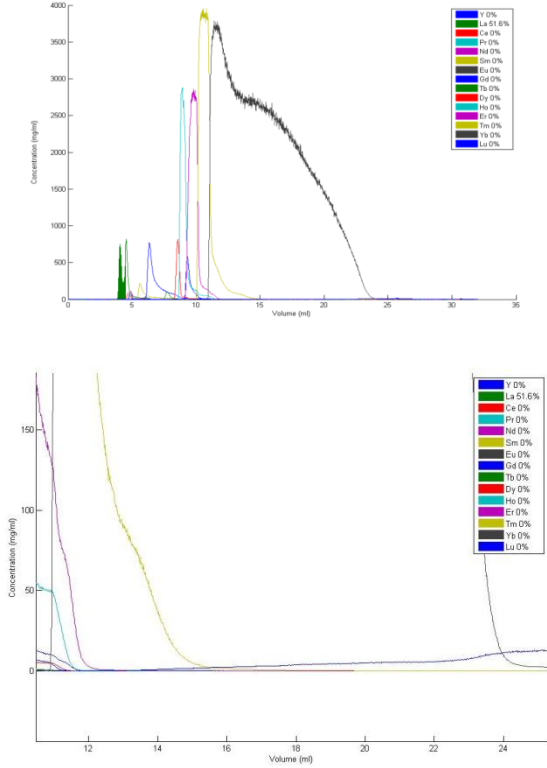 4000
3500
3000
2500
2000
1500
1000
500
0
Concentration (mg/ml)
0 5 10 15 20 25 30 35
Volume (ml)
Y 0%
La 51.6%
Ce 0%
Pr 0%
Nd 0%
Sm 0%
Eu 0%
Gd 0%
Tb 0%
Dy 0%
Ho 0%
Er 0%
Tm 0%
Yb 0%
Lu 0%
150
100
50
0
Concentration (mg/ml)
12 14 16 18 20 22 24
Volume (ml)
Y 0%
La 51.6%
Ce 0%
Pr 0%
Nd 0%
Sm 0%
Eu 0%
Gd 0%
Tb 0%
Dy 0%
Ho 0%
Er 0%
Tm 0%
Yb 0%
Lu 0%